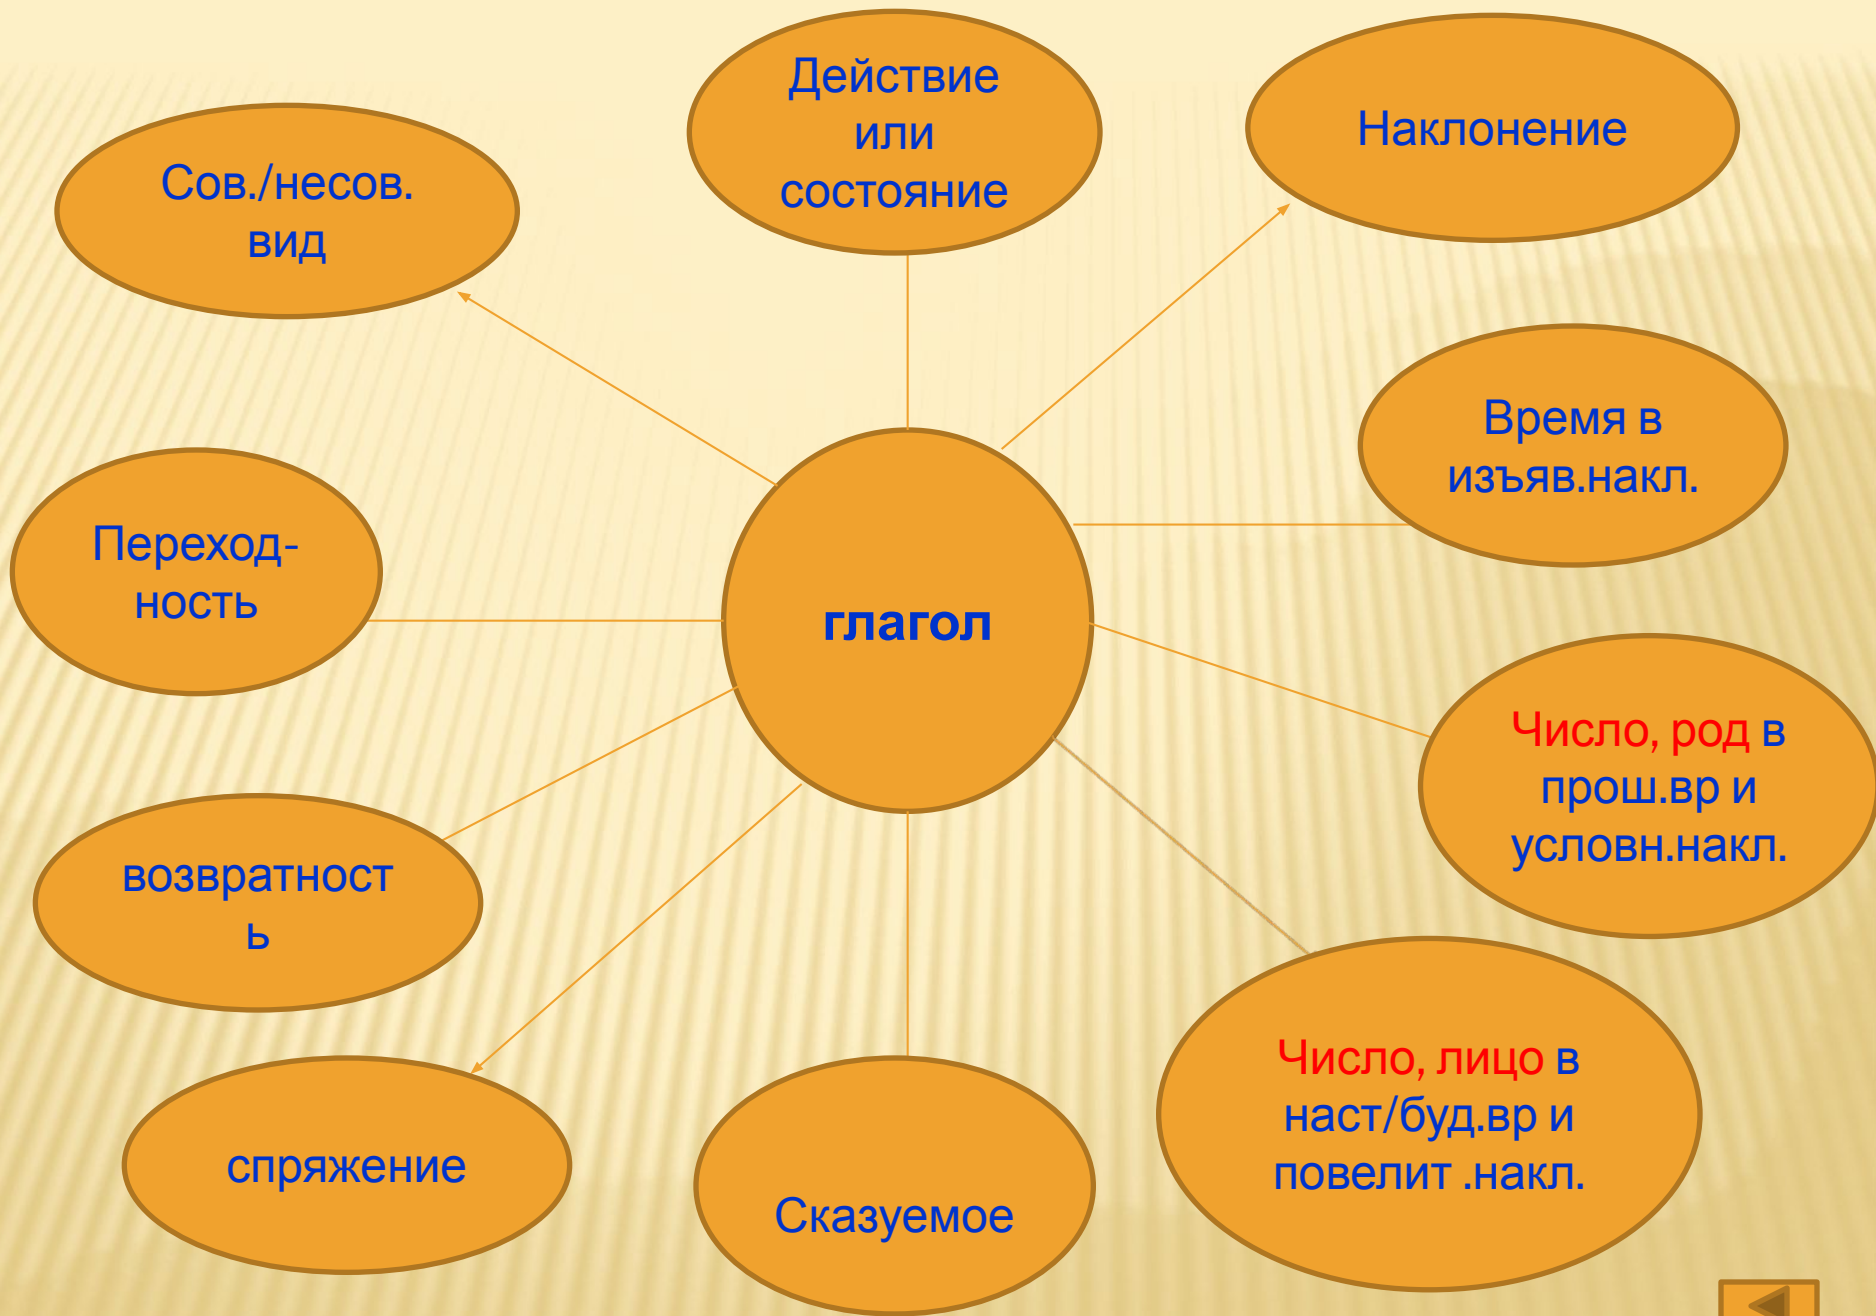 Действие
или
состояние
Наклонение
Сов./несов.
вид
Время в
изъяв.накл.
Переход-
ность
глагол
Число, род в
прош.вр и
условн.накл.
возвратност
ь
Число, лицо в
наст/буд.вр и
повелит .накл.
спряжение
Сказуемое